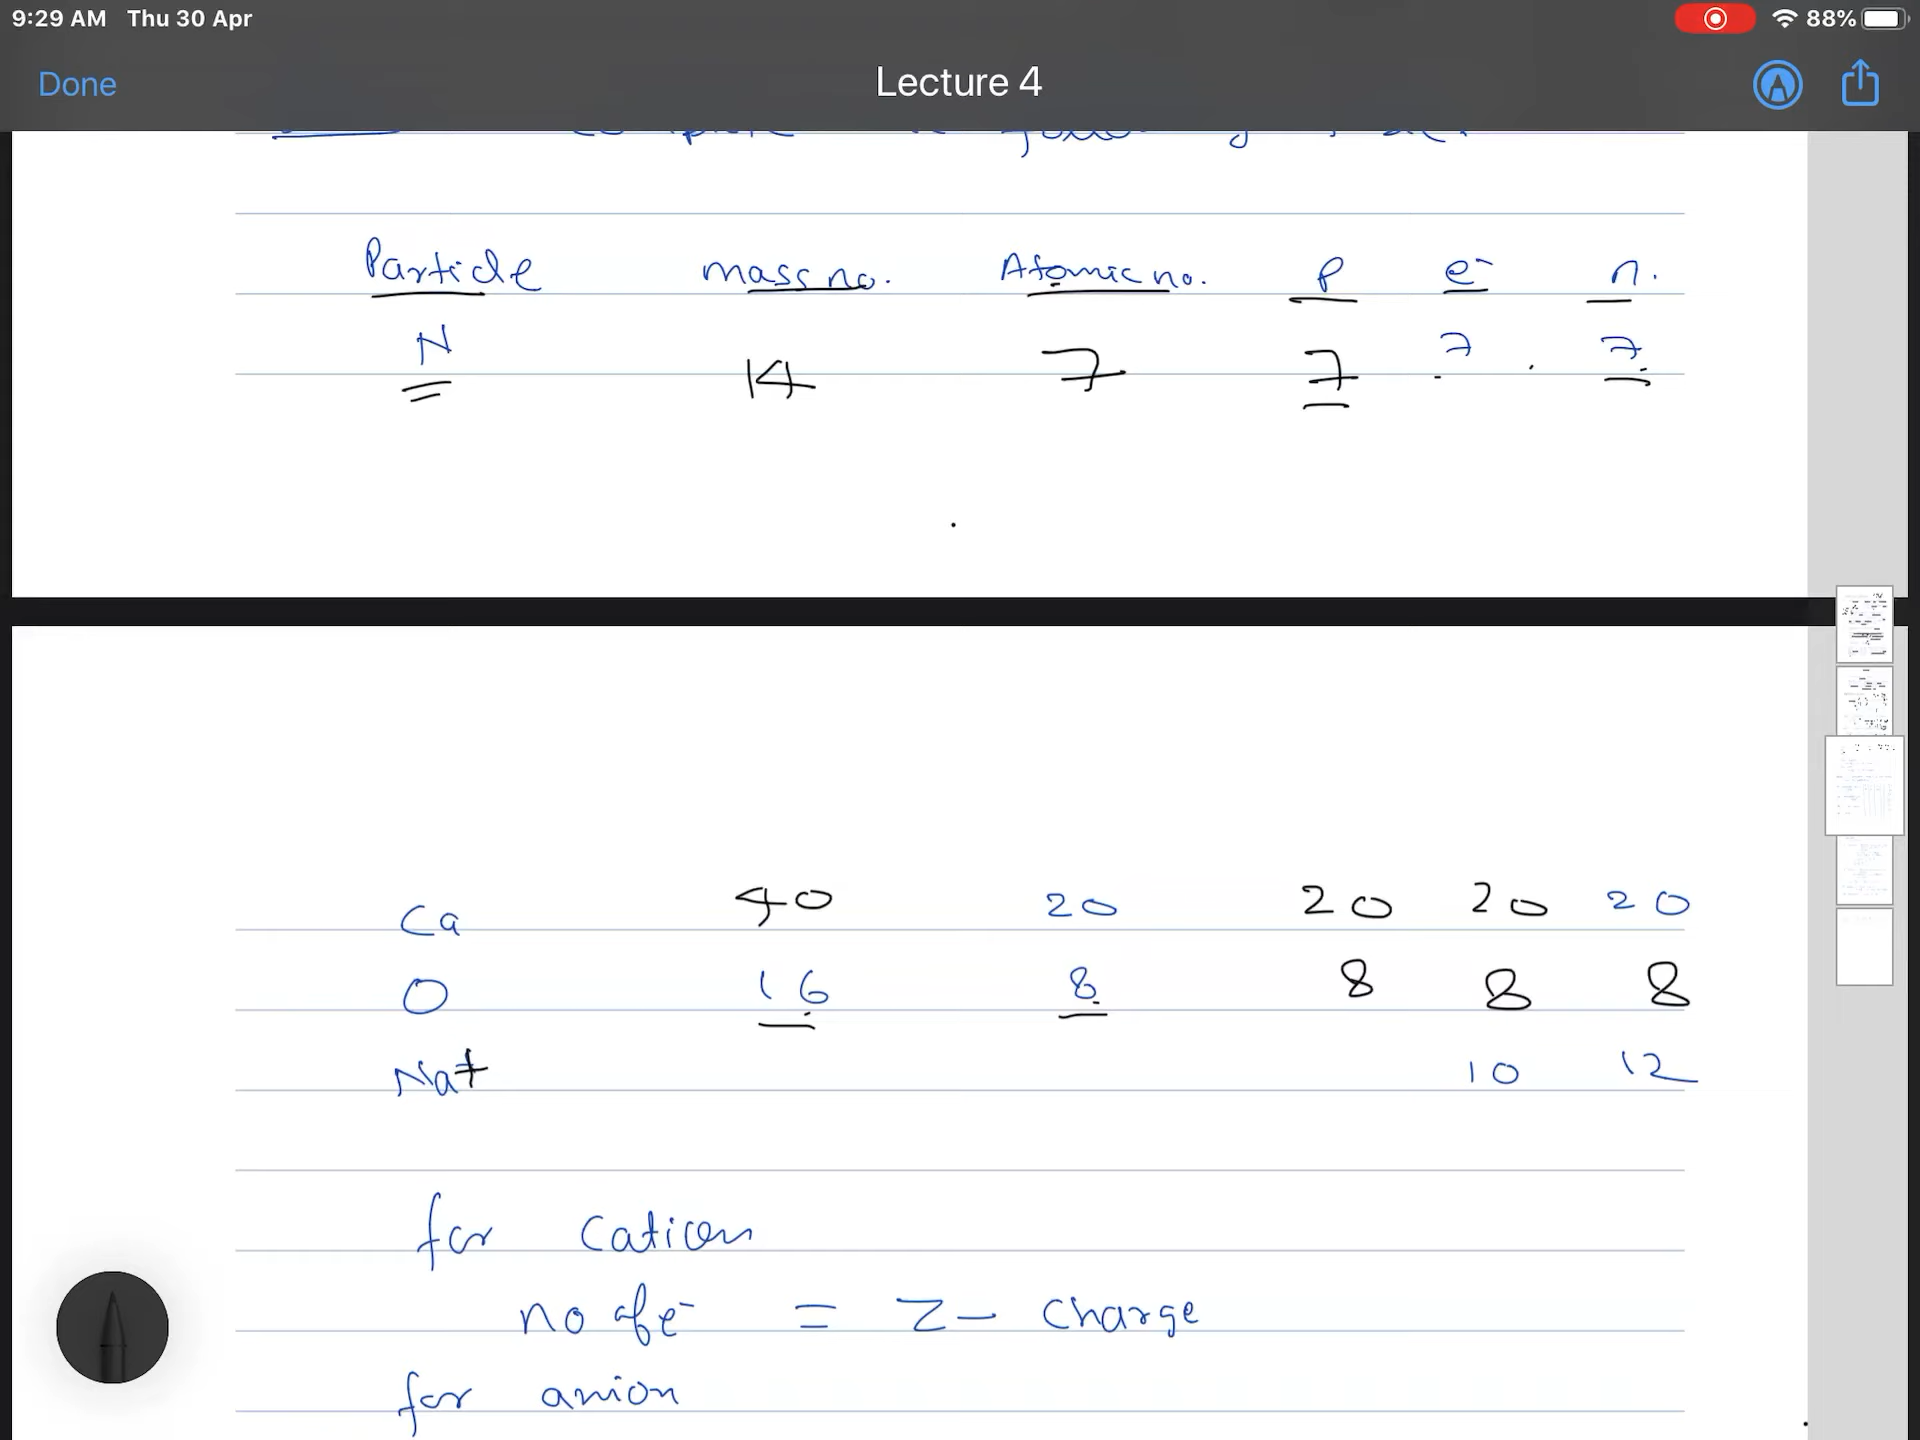 9:29 AM Thu 30 Apr 88%
Done Lecture 4
Particle mass no. Atomic no. P e⁻ n.
N 14 7 7 7 7
Ca 40 20 20 20 20
O 16 8 8 8 8
Na+ 10 12
for Cation
no of e⁻ = Z - Charge
for anion